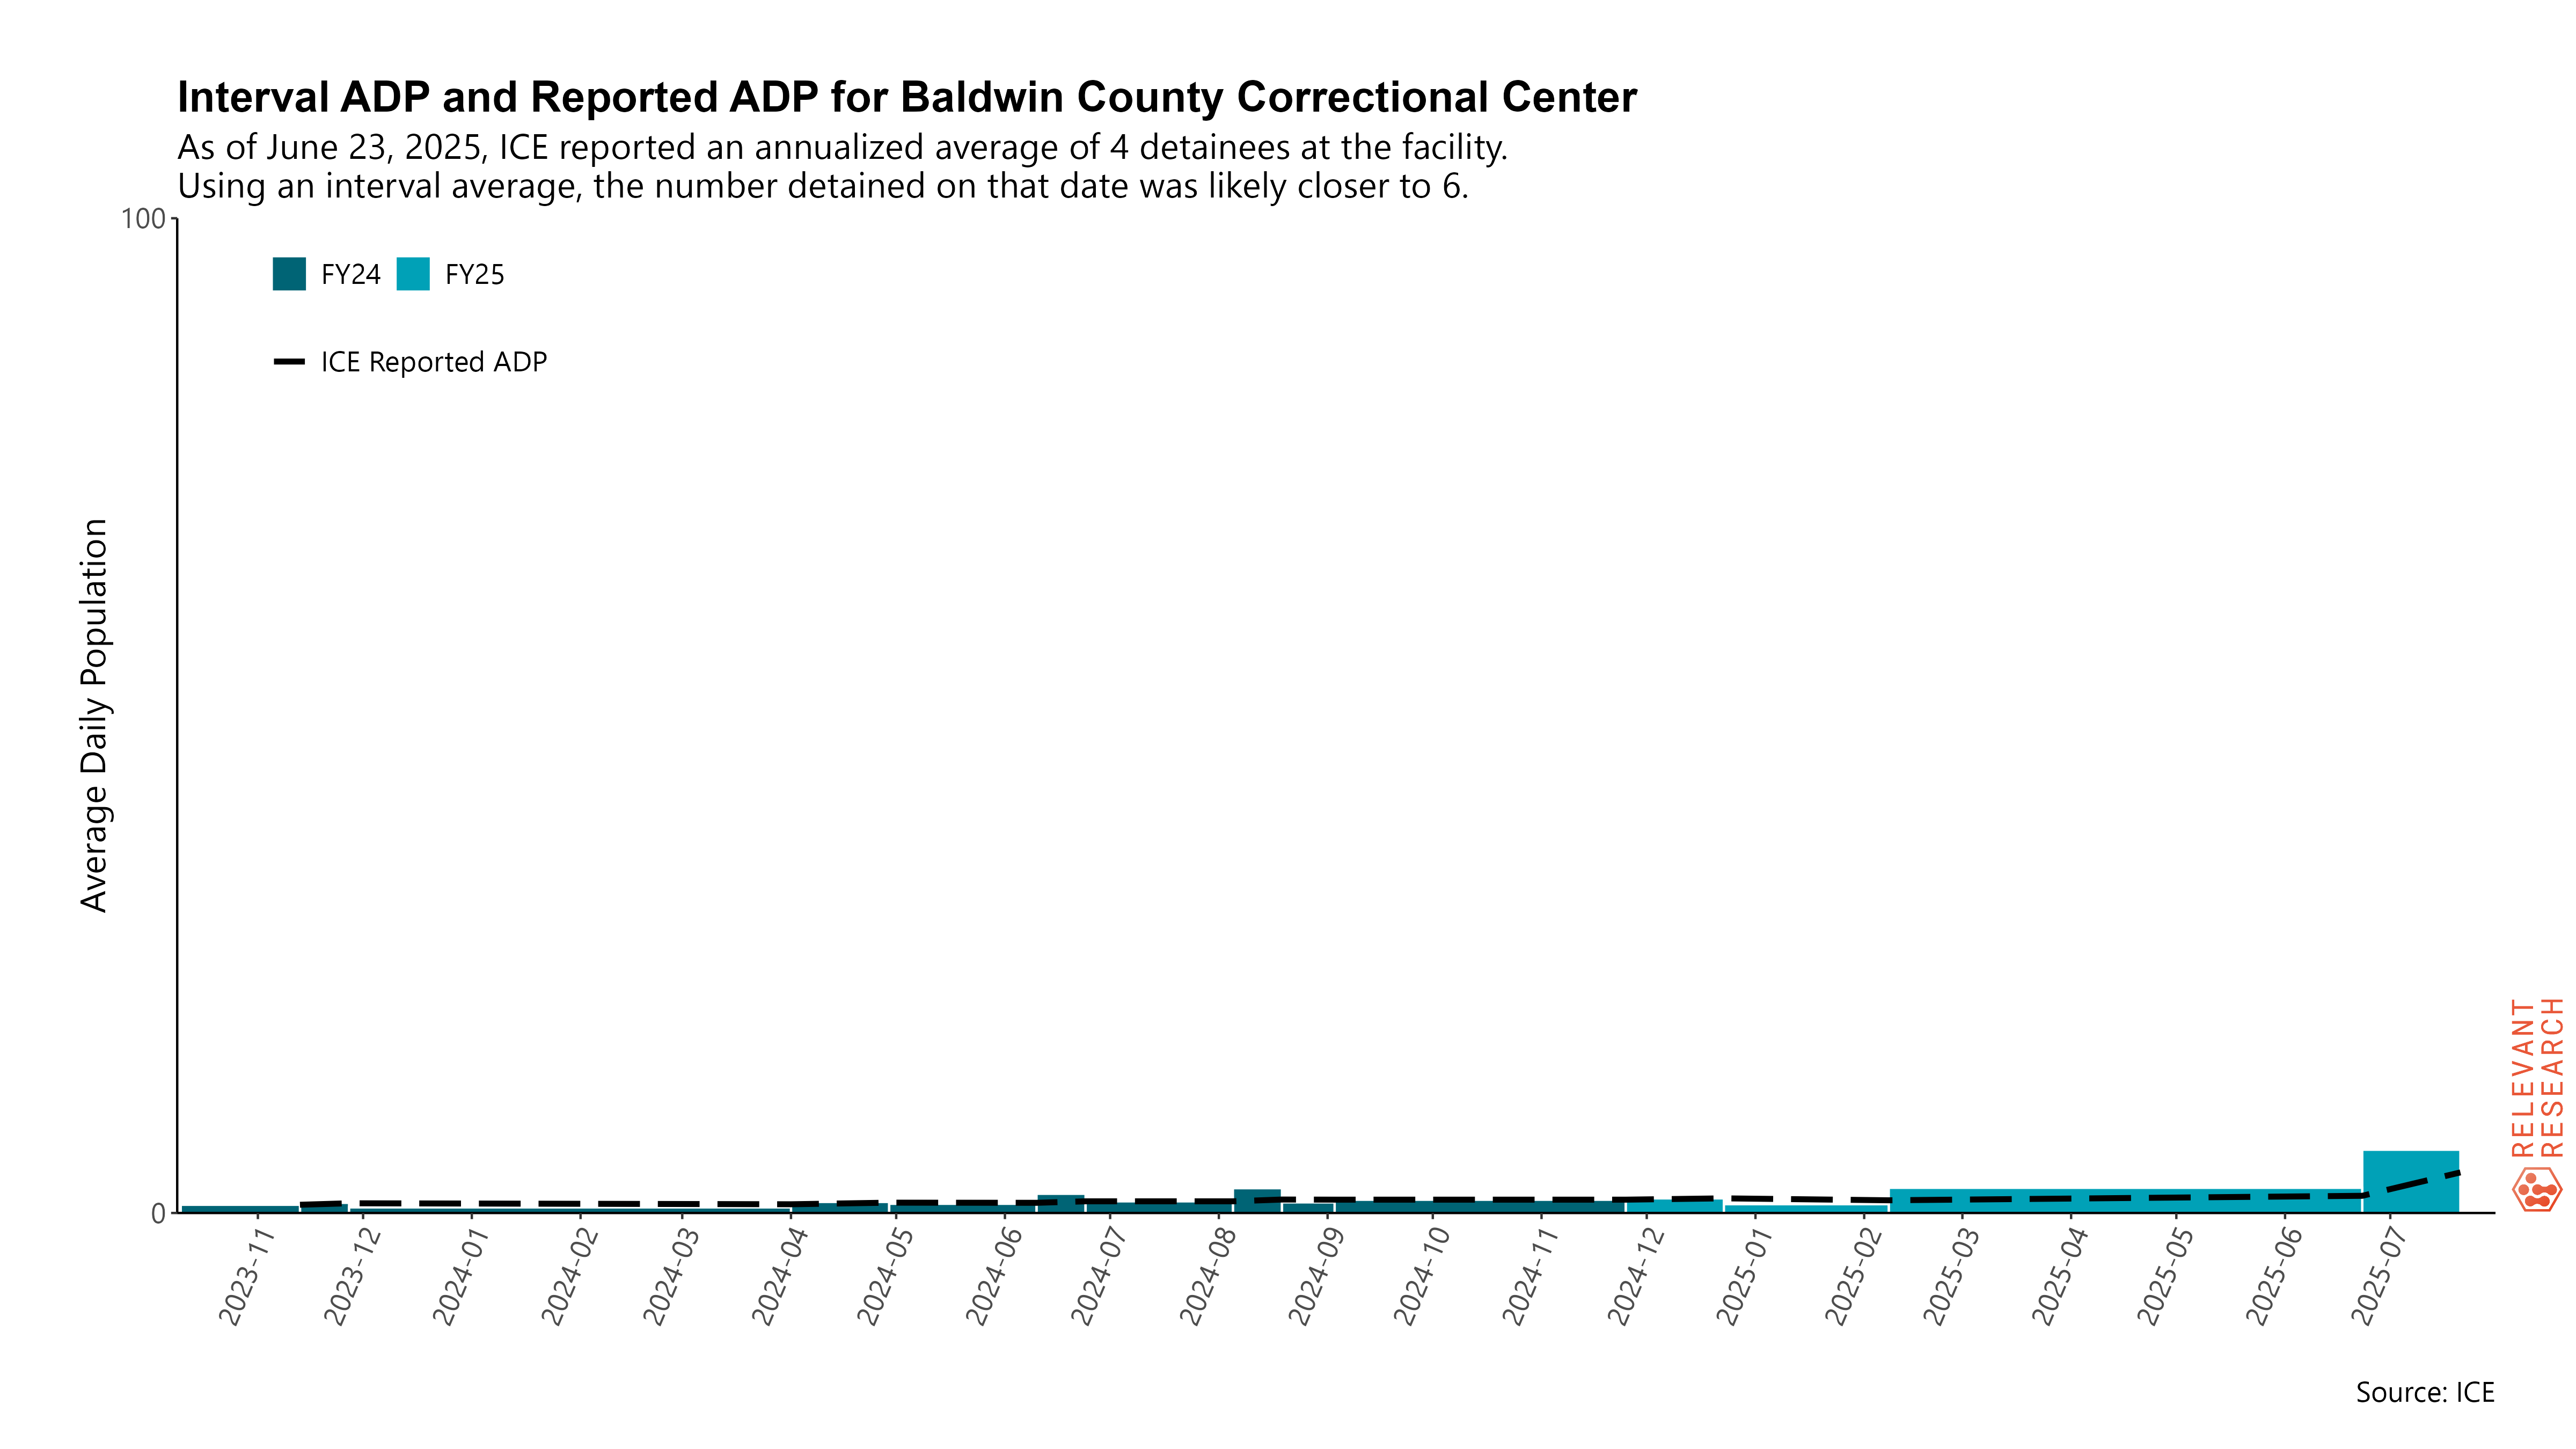 Interval ADP and Reported ADP for Baldwin County Correctional Center
As of June 23, 2025, ICE reported an annualized average of 4 detainees at the facility.
Using an interval average, the number detained on that date was likely closer to 6.
100
FY24 FY25
ICE Reported ADP
Average Daily Population
0
2023-11 2023-12 2024-01 2024-02 2024-03 2024-04 2024-05 2024-06 2024-07 2024-08 2024-09 2024-10 2024-11 2024-12 2025-01 2025-02 2025-03 2025-04 2025-05 2025-06 2025-07
RELEVANT
RESEARCH
Source: ICE